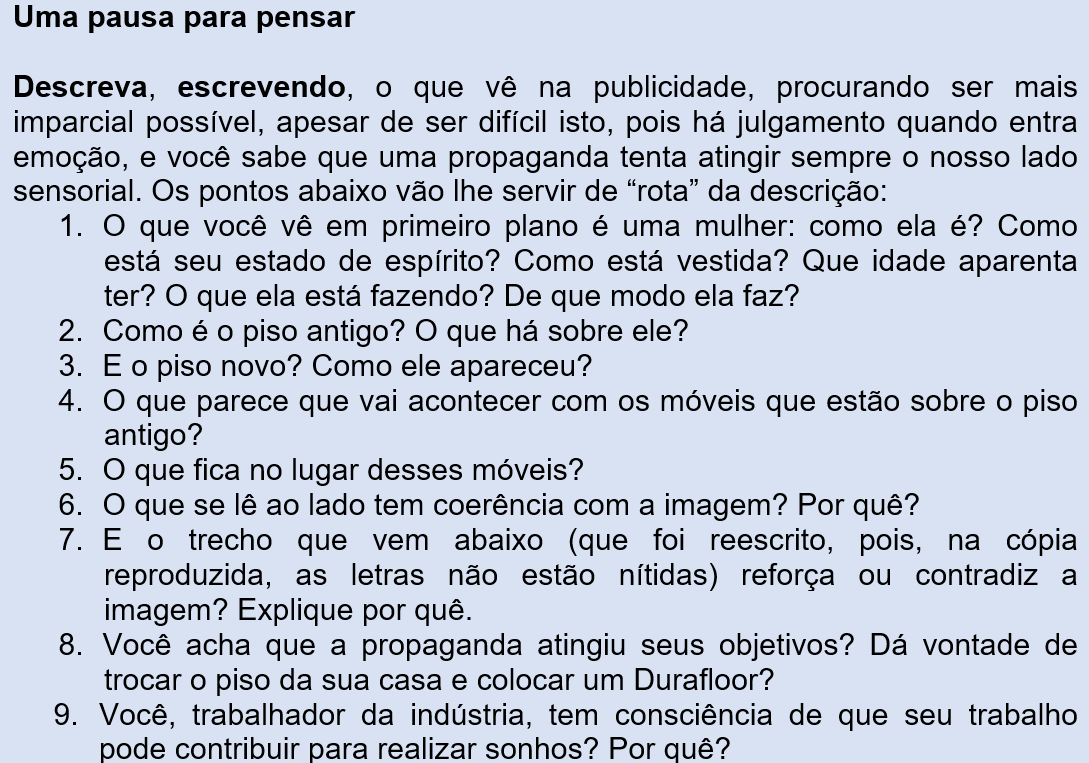 Uma pausa para pensar
Descreva, escrevendo, o que vê na publicidade, procurando ser mais
imparcial possível, apesar de ser difícil isto, pois há julgamento quando entra
emoção, e você sabe que uma propaganda tenta atingir sempre o nosso lado
sensorial. Os pontos abaixo vão lhe servir de “rota” da descrição:
1. O que você vê em primeiro plano é uma mulher: como ela é? Como
está seu estado de espírito? Como está vestida? Que idade aparenta
ter? O que ela está fazendo? De que modo ela faz?
2. Como é o piso antigo? O que há sobre ele?
3. E o piso novo? Como ele apareceu?
4. O que parece que vai acontecer com os móveis que estão sobre o piso
antigo?
5. O que fica no lugar desses móveis?
6. O que se lê ao lado tem coerência com a imagem? Por quê?
7. E o trecho que vem abaixo (que foi reescrito, pois, na cópia
reproduzida, as letras não estão nítidas) reforça ou contradiz a
imagem? Explique por quê.
8. Você acha que a propaganda atingiu seus objetivos? Dá vontade de
trocar o piso da sua casa e colocar um Durafloor?
9. Você, trabalhador da indústria, tem consciência de que seu trabalho
pode contribuir para realizar sonhos? Por quê?